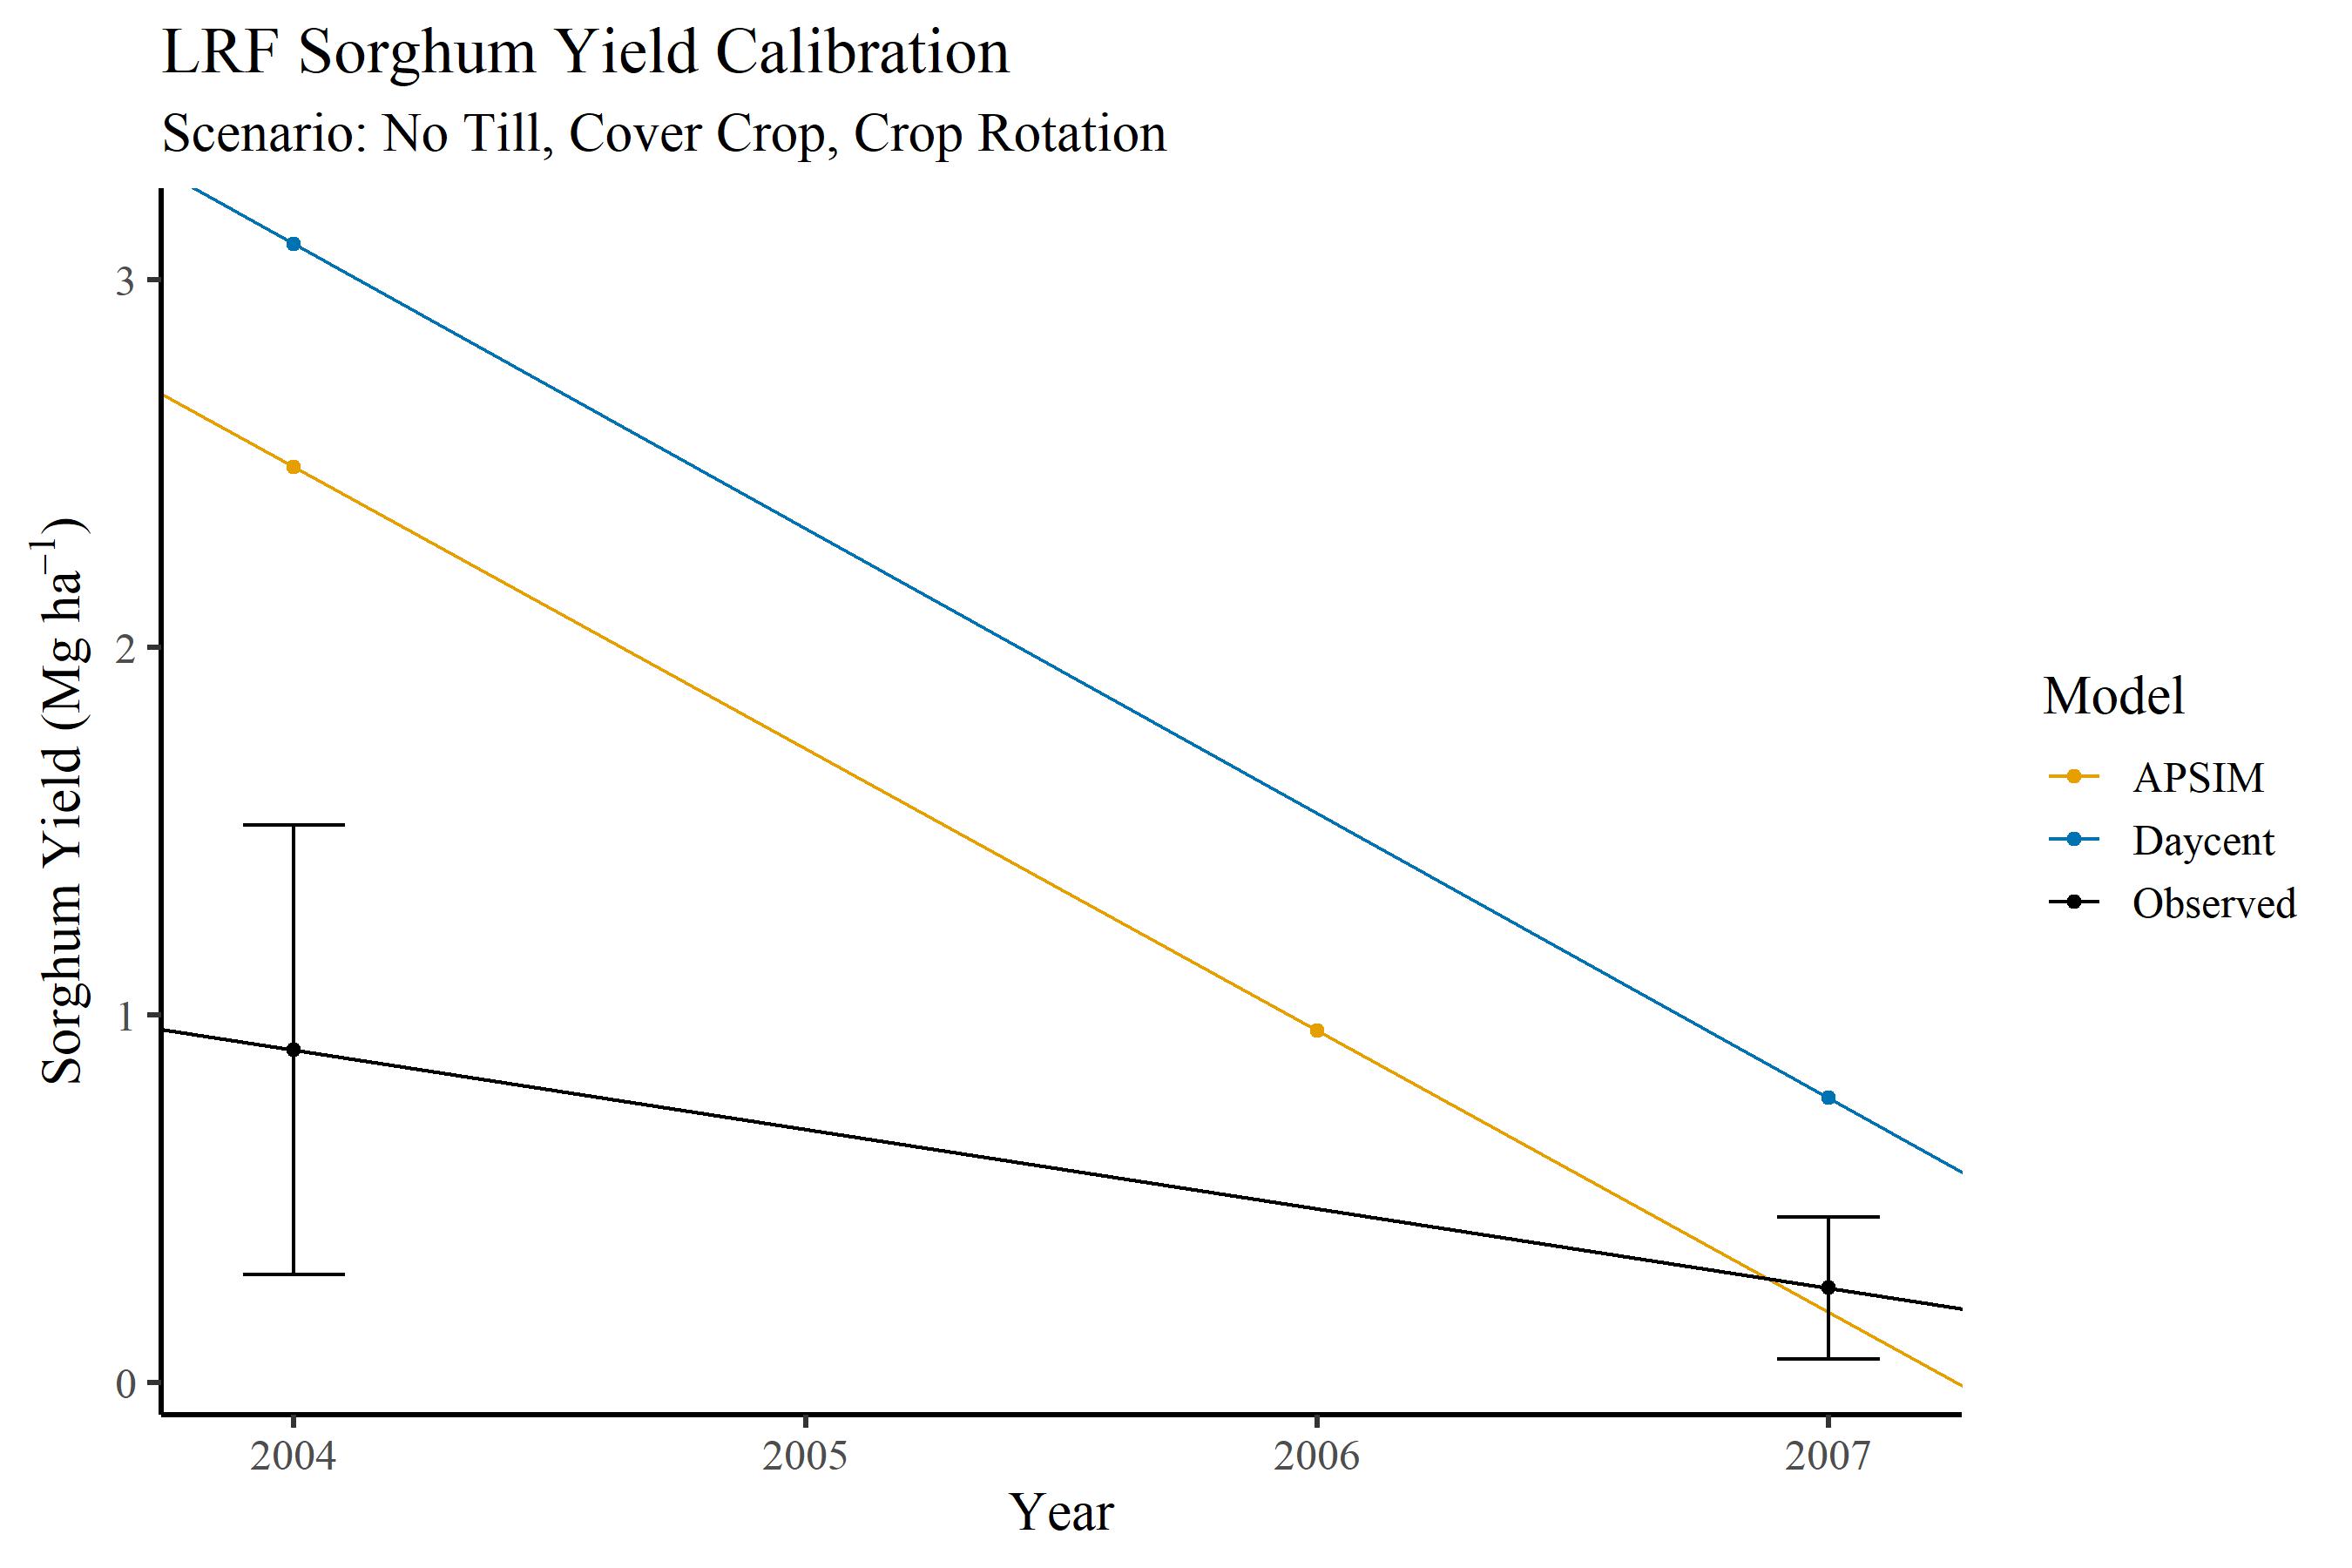 LRF Sorghum Yield Calibration
Scenario: No Till, Cover Crop, Crop Rotation
Sorghum Yield (Mg ha⁻¹)
3
2
1
0
2004 2005 2006 2007
Year
Model
APSIM
Daycent
Observed